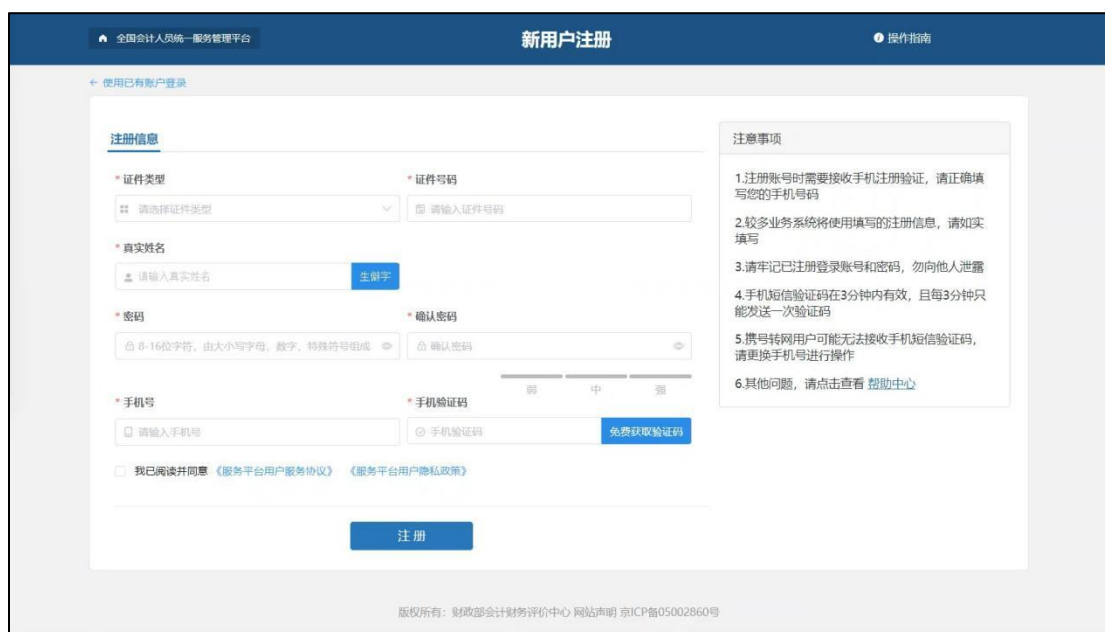 全国会计人员统一服务管理平台
新用户注册
操作指南
← 使用已有账户登录
注册信息
* 证件类型
* 证件号码
请选择证件类型
请输入证件号码
* 真实姓名
请输入真实姓名
生僻字
* 密码
* 确认密码
8-16位字符，由大小写字母、数字、特殊符号组成
确认密码
弱 中 强
* 手机号
* 手机验证码
请输入手机号
手机验证码
免费获取验证码
我已阅读并同意《服务平台用户服务协议》 《服务平台用户隐私政策》
注 册
注意事项
1.注册账号时需要接收手机注册验证，请正确填
写您的手机号码
2.较多业务系统将使用填写的注册信息，请如实
填写
3.请牢记已注册登录账号和密码，勿向他人泄露
4.手机短信验证码在3分钟内有效，且每3分钟只
能发送一次验证码
5.携号转网用户可能无法接收手机短信验证码，
请更换手机号进行操作
6.其他问题，请点击查看 帮助中心
版权所有：财政部会计财务评价中心 网站声明 京ICP备05002860号